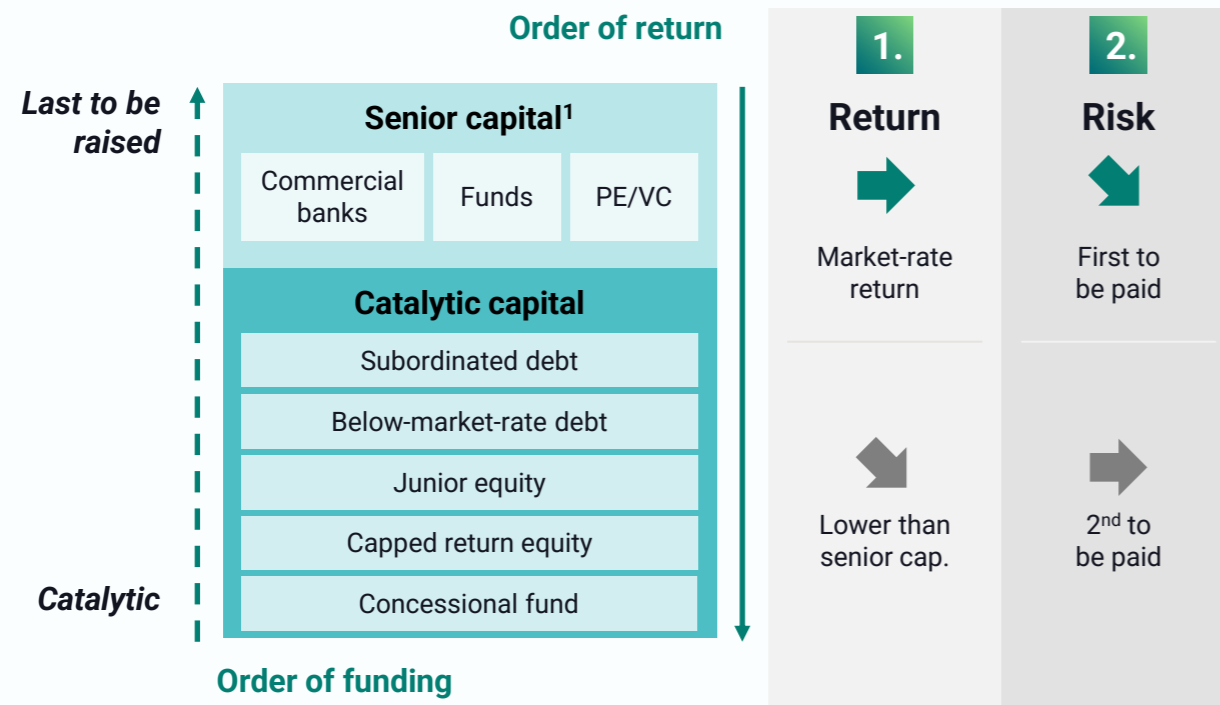 Order of return
Last to be
raised
Senior capital¹
Commercial
banks
Funds
PE/VC
Catalytic capital
Subordinated debt
Below-market-rate debt
Junior equity
Capped return equity
Concessional fund
Catalytic
Order of funding
1.
Return
Market-rate
return
Lower than
senior cap.
2.
Risk
First to
be paid
2nd to
be paid